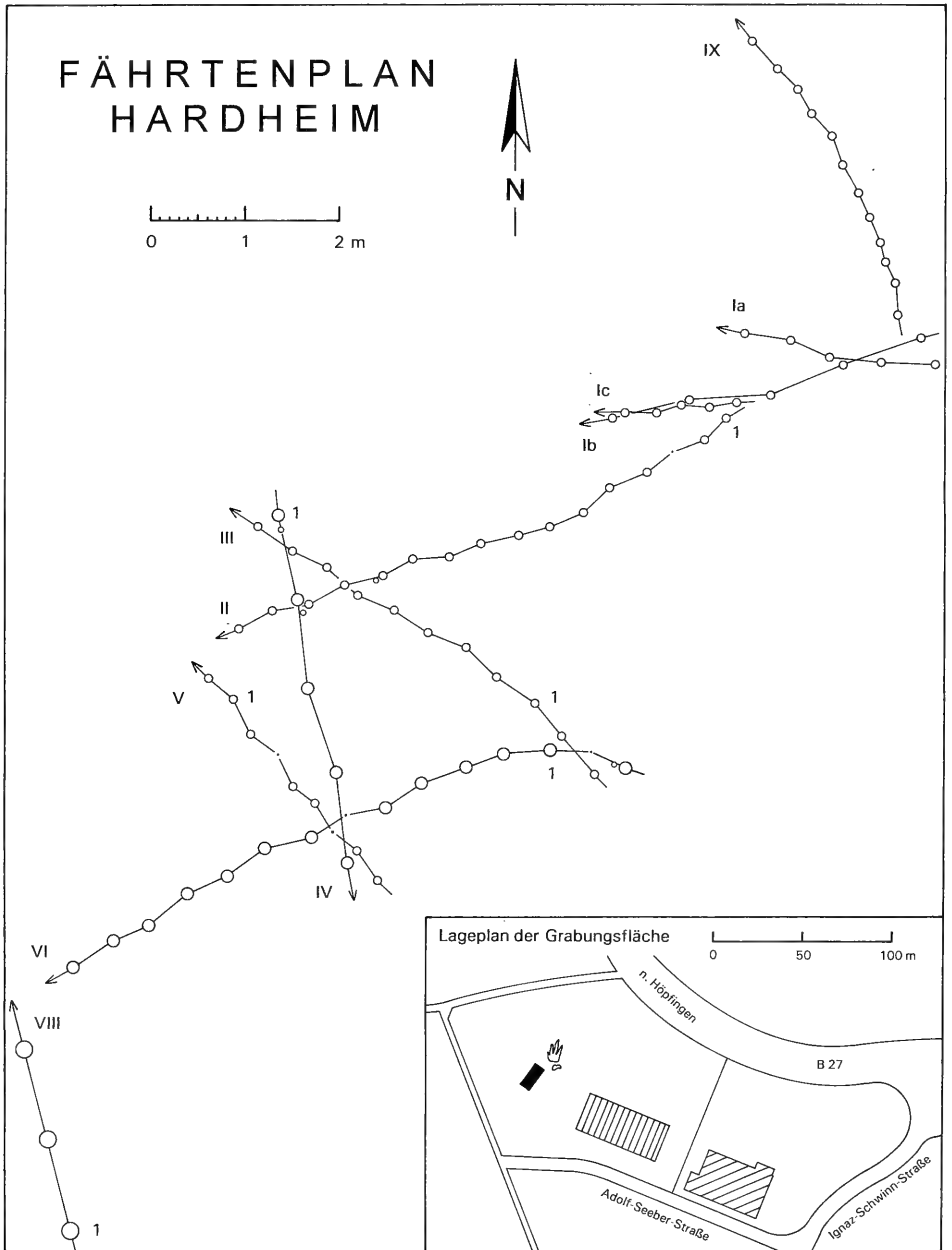 FÄHRTENPLAN
HARDHEIM
N
0 1 2 m
IX
Ia
Ic
Ib
1
1
III
II
V
1
1
1
IV
VI
VIII
1
Lageplan der Grabungsfläche
0 50 100 m
n. Höpfingen
B 27
Adolf-Seeber-Straße
Ignaz-Schwinn-Straße